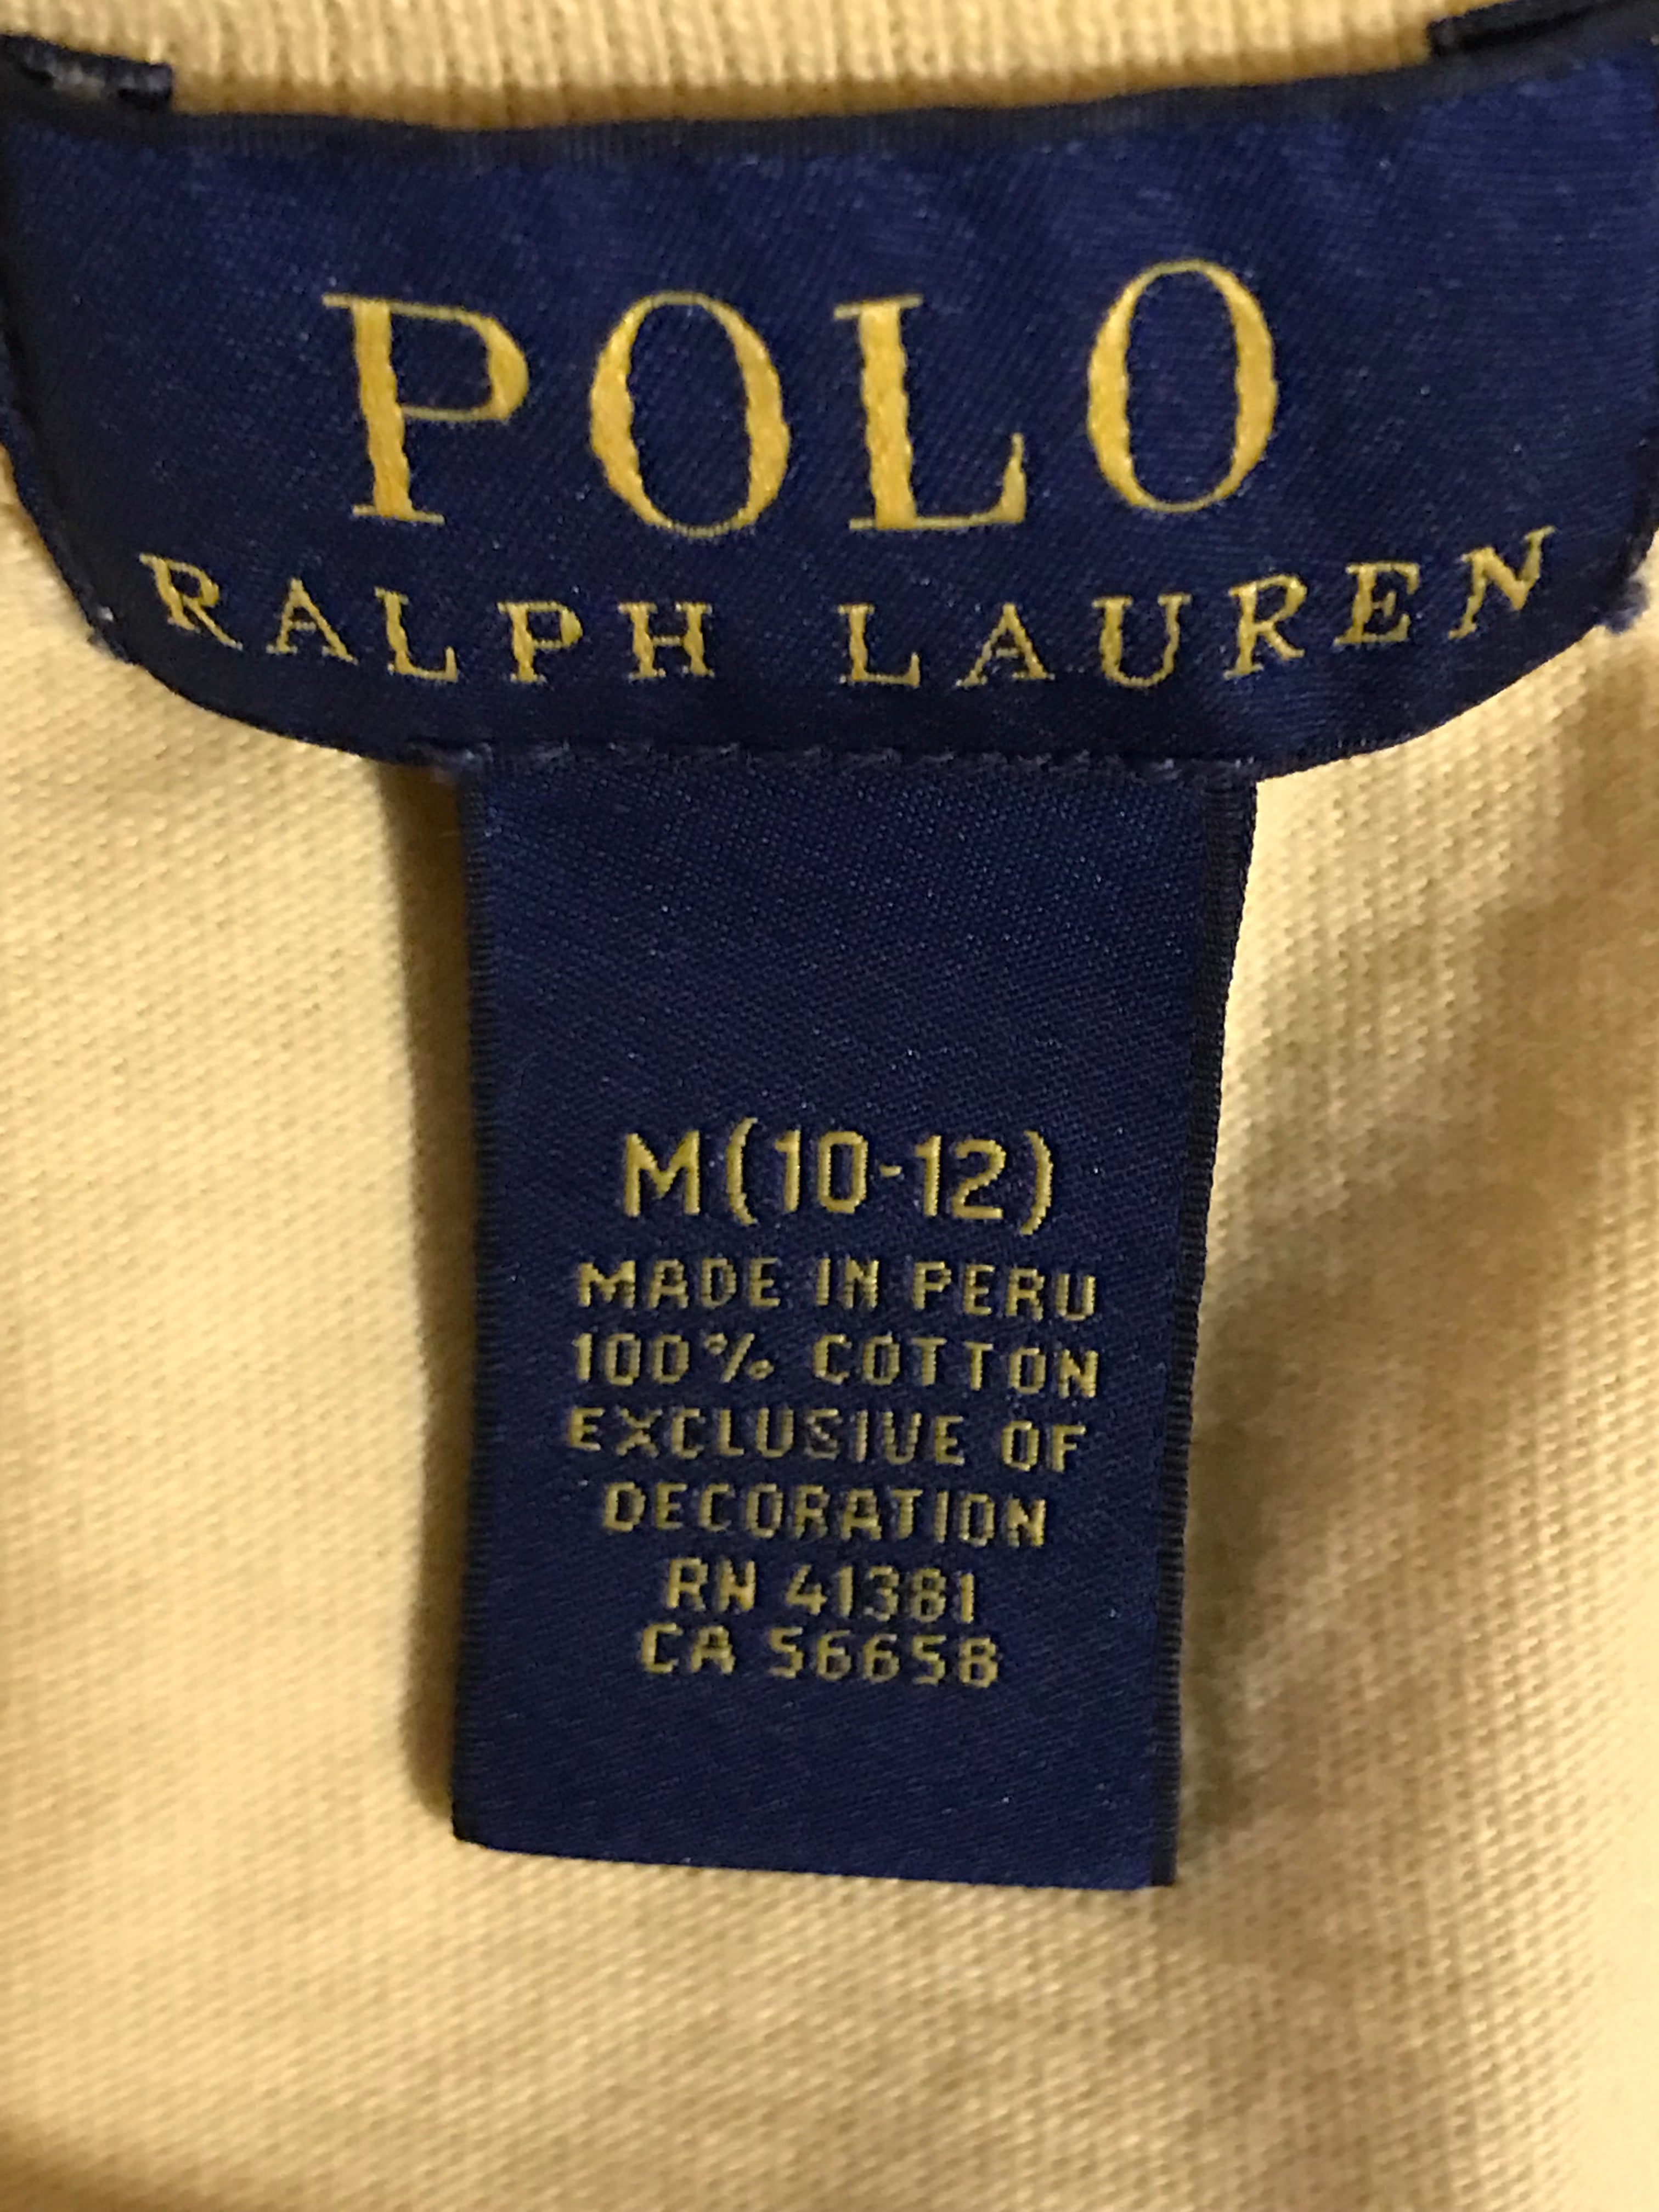 POLO
RALPH LAUREN
M(10-12)
MADE IN PERU
100% COTTON
EXCLUSIVE OF
DECORATION
RN 41381
CA 56658